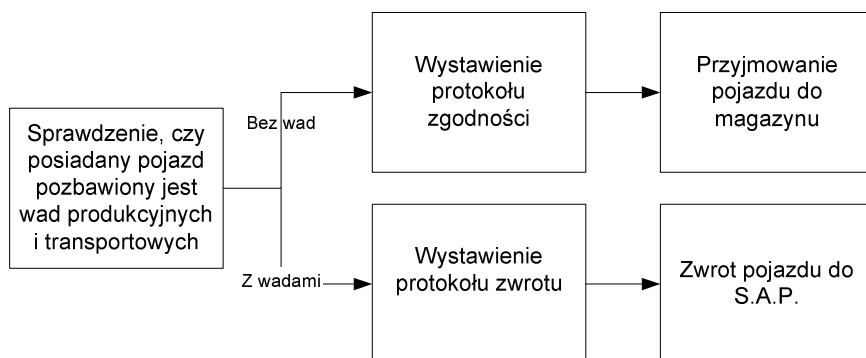 Sprawdzenie, czy
posiadany pojazd
pozbawiony jest
wad produkcyjnych
i transportowych
Bez wad
Wystawienie
protokołu
zgodności
Przyjmowanie
pojazdu do
magazynu
Z wadami
Wystawienie
protokołu zwrotu
Zwrot pojazdu do
S.A.P.